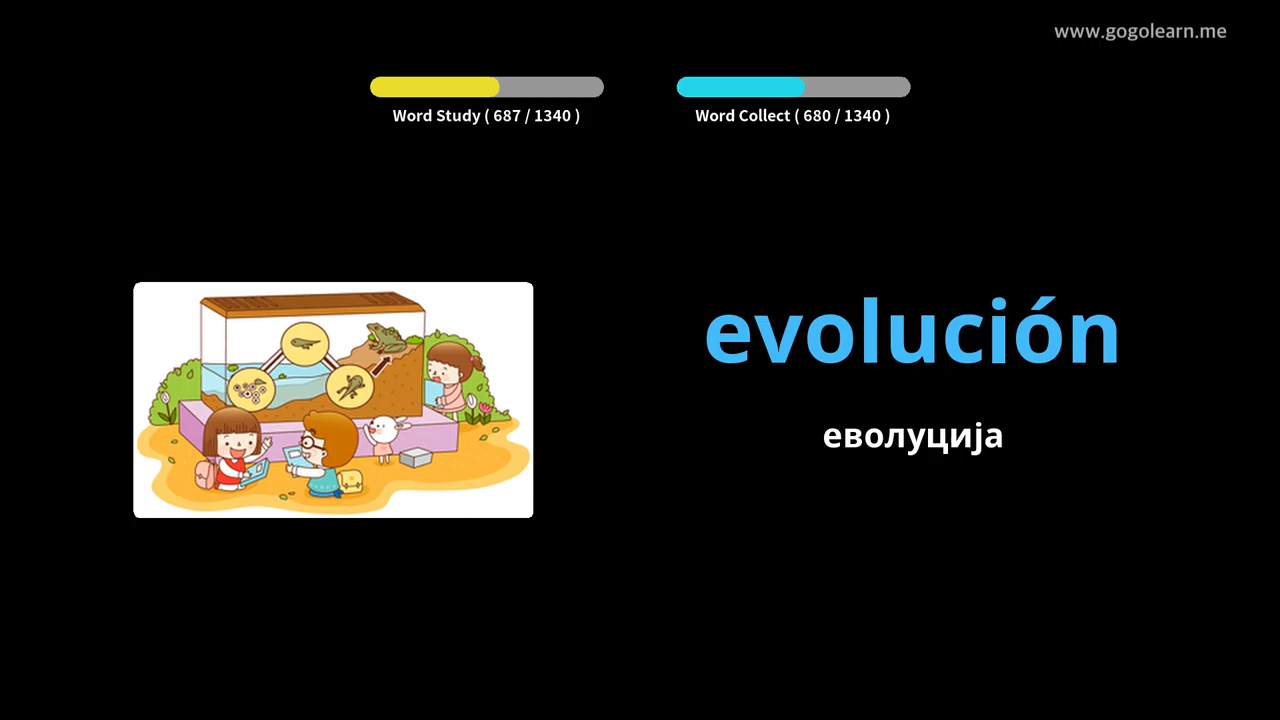 www.gogolearn.me
Word Study ( 687 / 1340 )
Word Collect ( 680 / 1340 )
evolución
еволуција